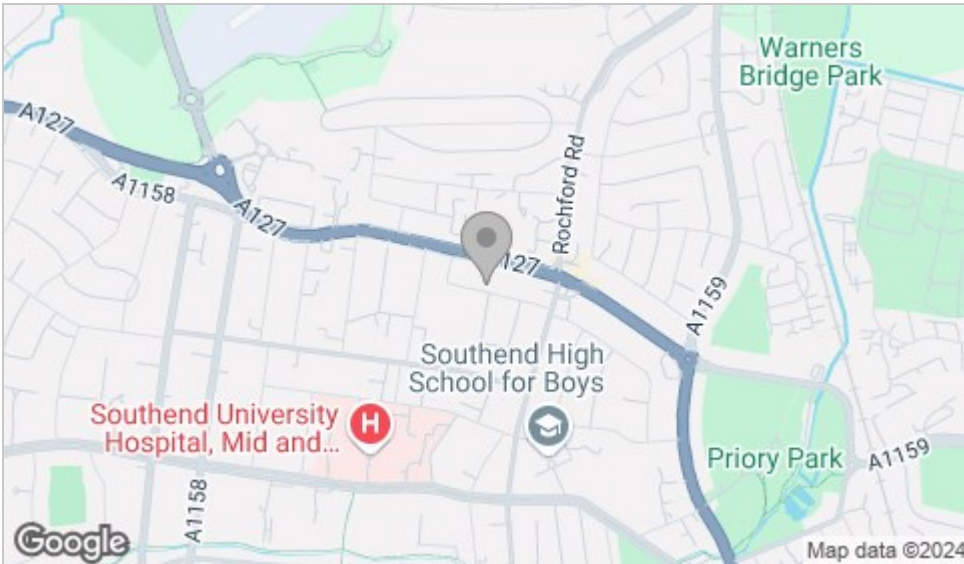 Warners
Bridge Park
A127
A1158
A127
Rochford Rd
127
A1159
Southend High
School for Boys
Southend University
Hospital, Mid and...
H
Priory Park
A1159
A1158
Google
Map data ©2024